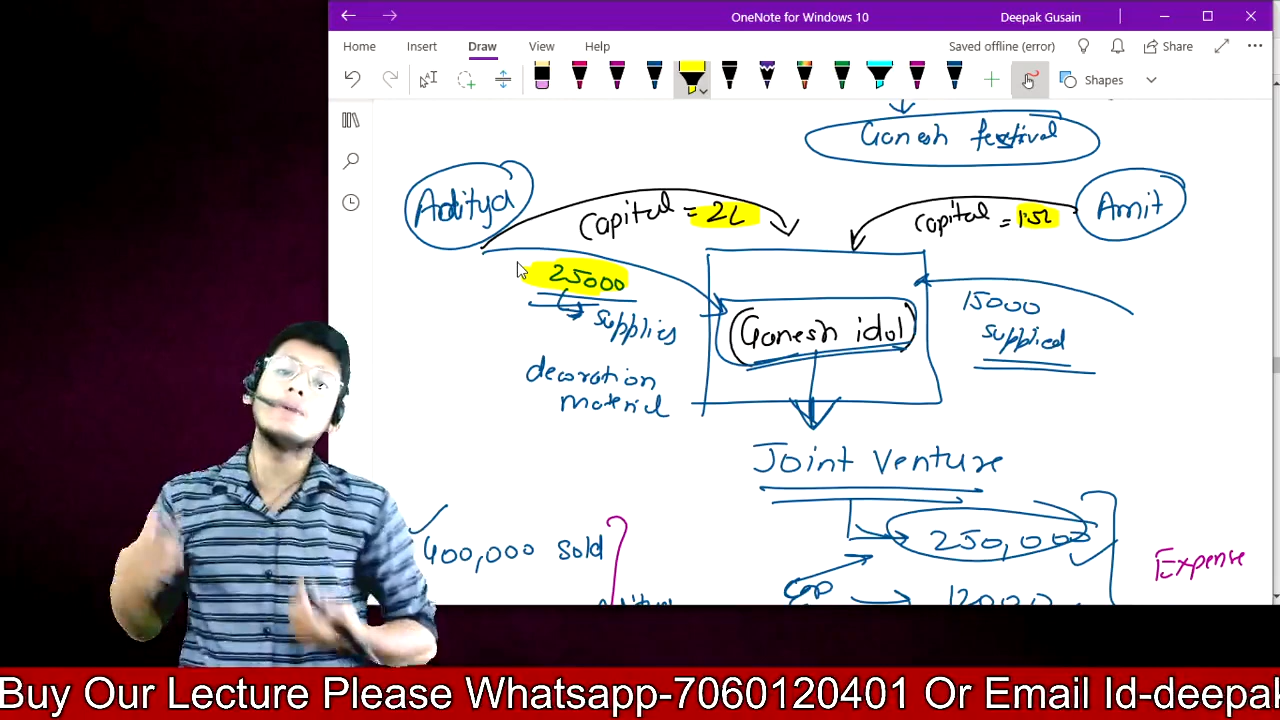 OneNote for Windows 10
Deepak Gusain
Home Insert Draw View Help
Saved offline (error)
Share
Shapes
Ganesh festival
Aditya
Capital = 2L
Capital = 1.5L
Amit
25000
supplies
15000
supplied
(Ganesh idol)
decoration
material
Joint Venture
400,000 sold
250,000
Expense
Cap
12000
Buy Our Lecture Please Whatsapp-7060120401 Or Email Id-deepak